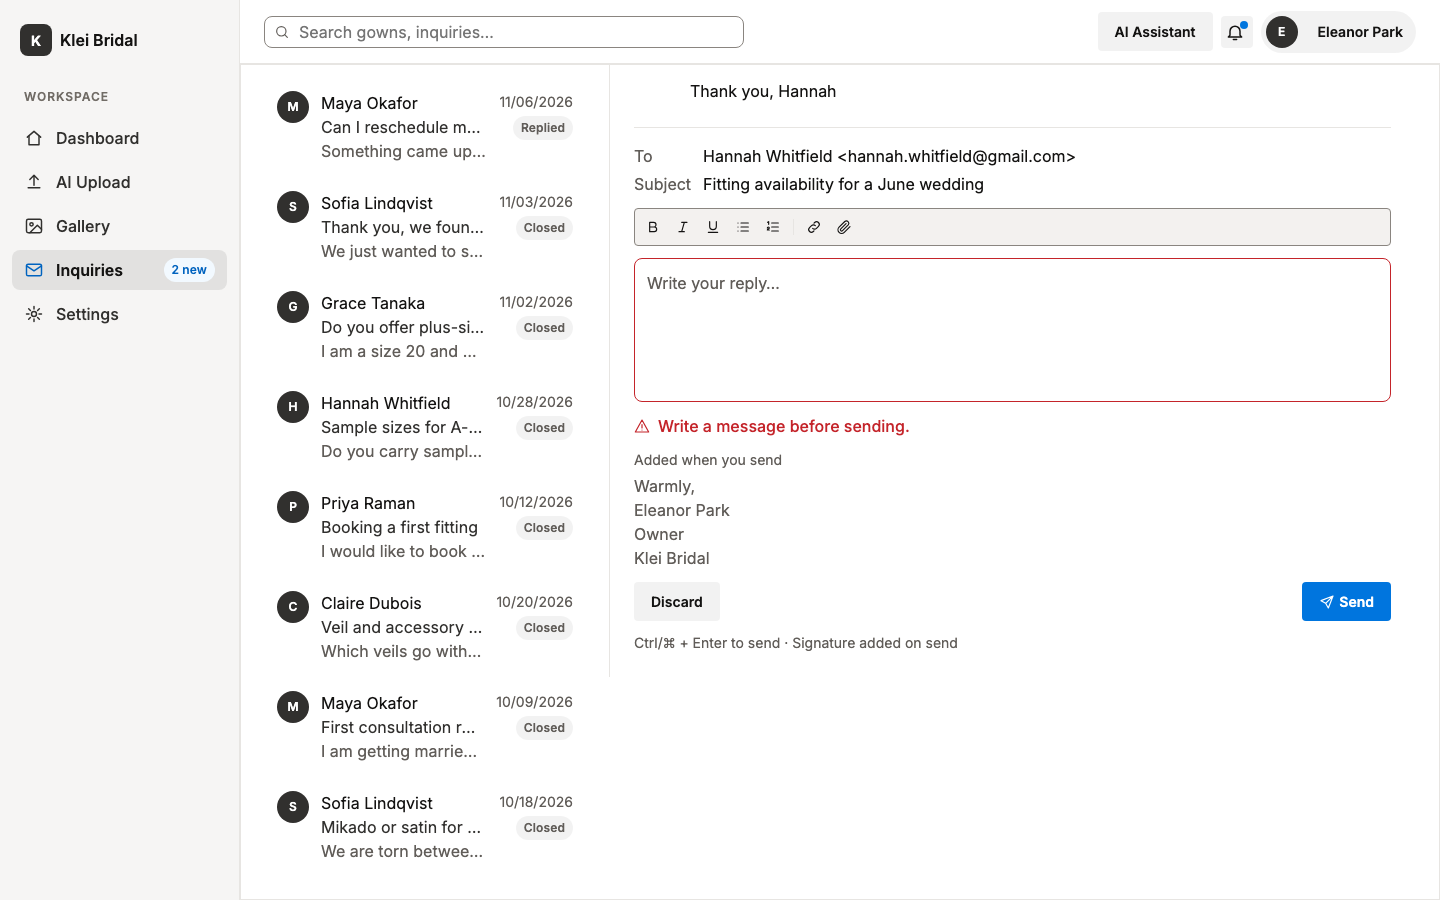 K Klei Bridal
WORKSPACE
Dashboard
AI Upload
Gallery
Inquiries 2 new
Settings
Search gowns, inquiries...
AI Assistant
E Eleanor Park
M Maya Okafor 11/06/2026
Can I reschedule m... Replied
Something came up...
S Sofia Lindqvist 11/03/2026
Thank you, we foun... Closed
We just wanted to s...
G Grace Tanaka 11/02/2026
Do you offer plus-si... Closed
I am a size 20 and ...
H Hannah Whitfield 10/28/2026
Sample sizes for A-... Closed
Do you carry sampl...
P Priya Raman 10/12/2026
Booking a first fitting Closed
I would like to book ...
C Claire Dubois 10/20/2026
Veil and accessory ... Closed
Which veils go with...
M Maya Okafor 10/09/2026
First consultation r... Closed
I am getting marrie...
S Sofia Lindqvist 10/18/2026
Mikado or satin for ... Closed
We are torn betwee...
Thank you, Hannah
To Hannah Whitfield <hannah.whitfield@gmail.com>
Subject Fitting availability for a June wedding
B I U
Write your reply...
Write a message before sending.
Added when you send
Warmly,
Eleanor Park
Owner
Klei Bridal
Discard Send
Ctrl/⌘ + Enter to send · Signature added on send